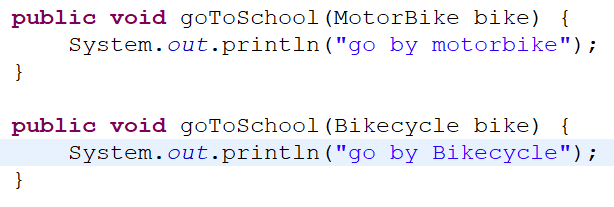 public void goToSchool(MotorBike bike) {
    System.out.println("go by motorbike");
}

public void goToSchool(Bikecycle bike) {
    System.out.println("go by Bikecycle");
}